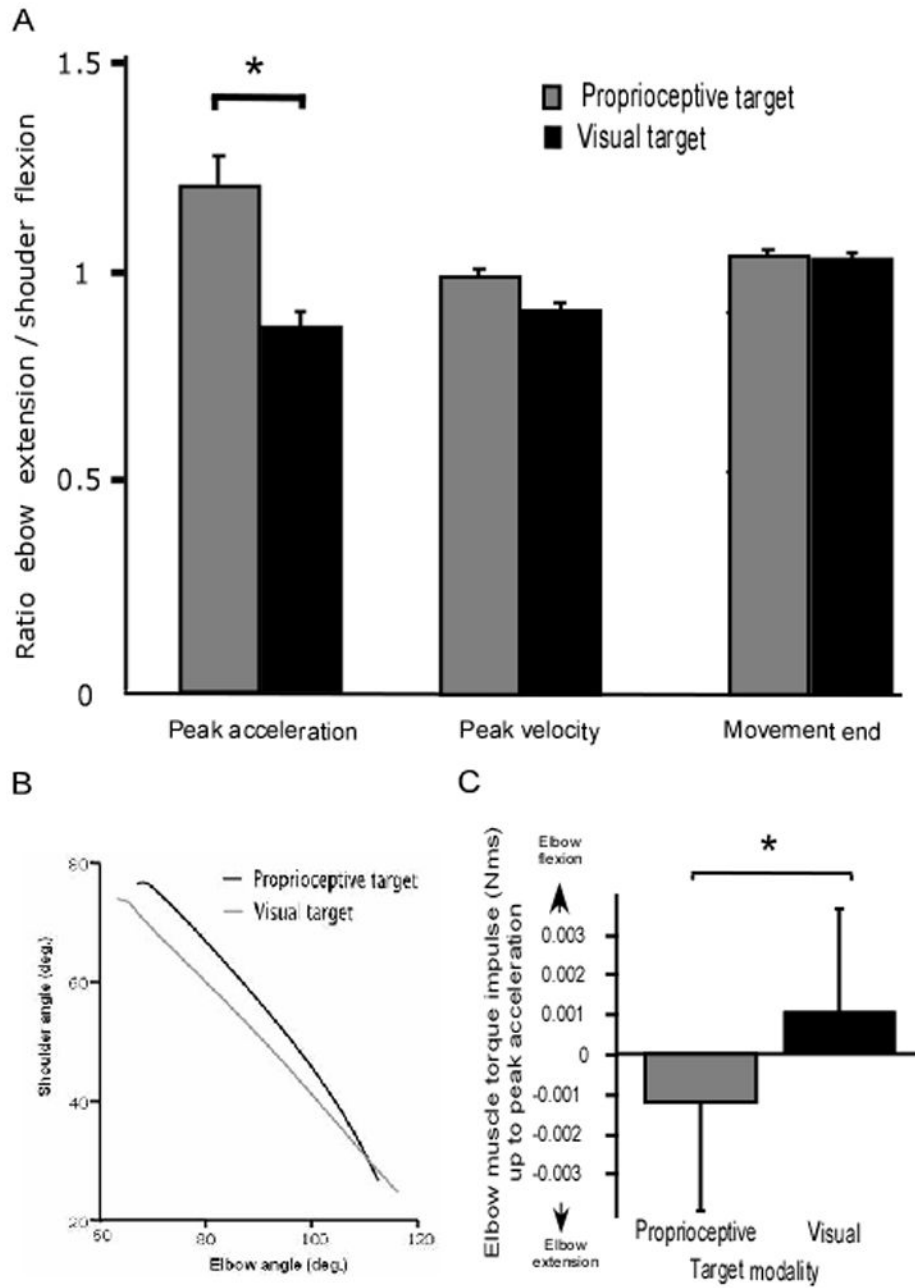 A
Ratio ebow extension / shouder flexion
1.5
1
0.5
0
*
Proprioceptive target
Visual target
Peak acceleration
Peak velocity
Movement end
B
Shoulder angle (deg.)
80
60
40
20
Proprioceptive target
Visual target
60
80
100
120
Elbow angle (deg.)
C
Elbow muscle torque impulse (Nms)
up to peak acceleration
Elbow
flexion
0.003
0.002
0.001
0
-0.001
-0.002
-0.003
Elbow
extension
*
Proprioceptive
Visual
Target modality